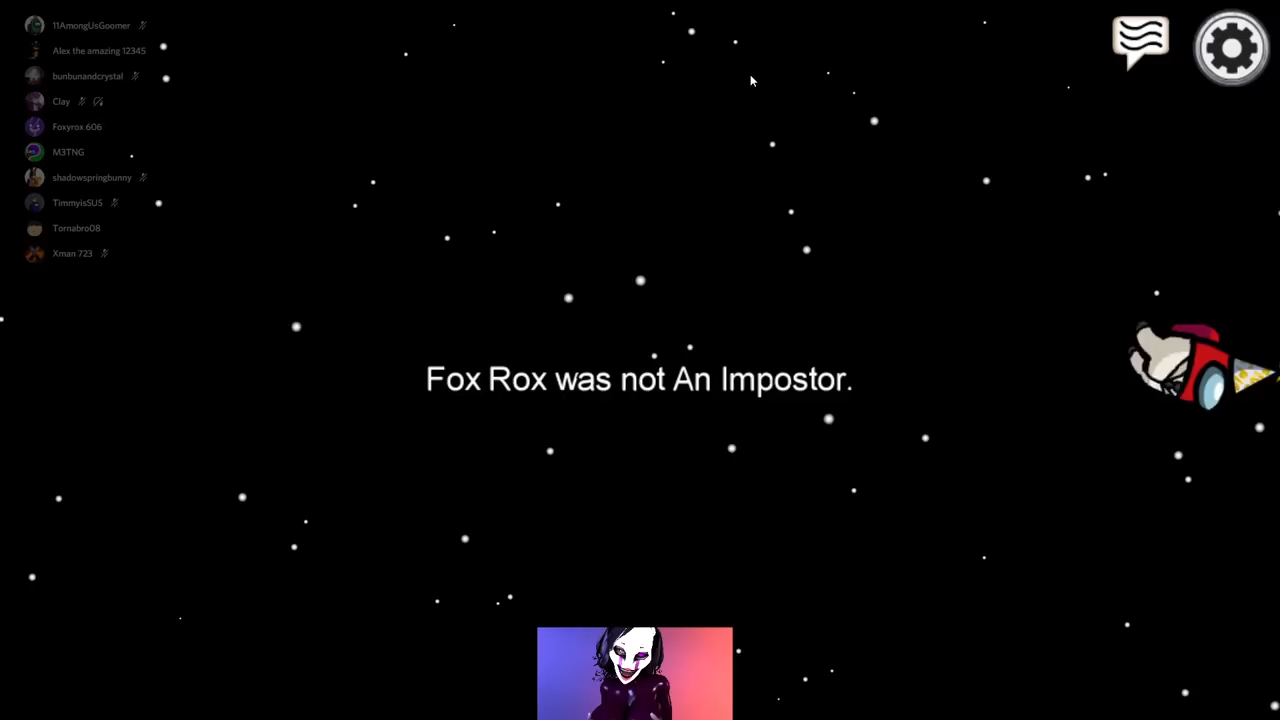 11AmongUsGoomer
Alex the amazing 12345
bunbunandcrystal
Clay
Foxyrox 606
M3TNG
shadowspringbunny
TimmyisSUS
Tornabro08
Xman 723
Fox Rox was not An Impostor.